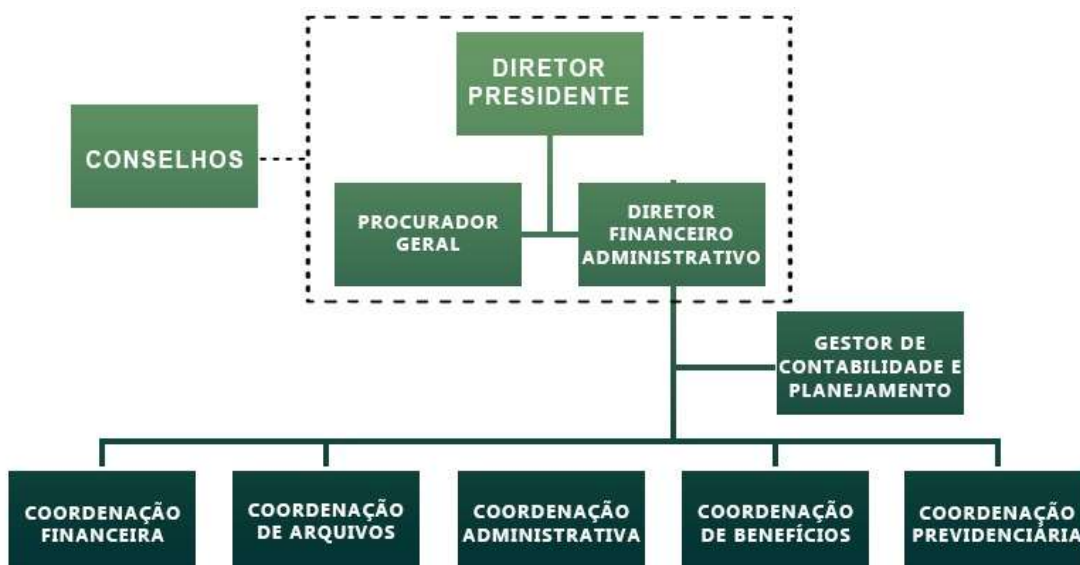 DIRETOR
PRESIDENTE
CONSELHOS
PROCURADOR
GERAL
DIRETOR
FINANCEIRO
ADMINISTRATIVO
GESTOR DE
CONTABILIDADE E
PLANEJAMENTO
COORDENAÇÃO
FINANCEIRA
COORDENAÇÃO
DE ARQUIVOS
COORDENAÇÃO
ADMINISTRATIVA
COORDENAÇÃO
DE BENEFÍCIOS
COORDENAÇÃO
PREVIDENCIÁRIA